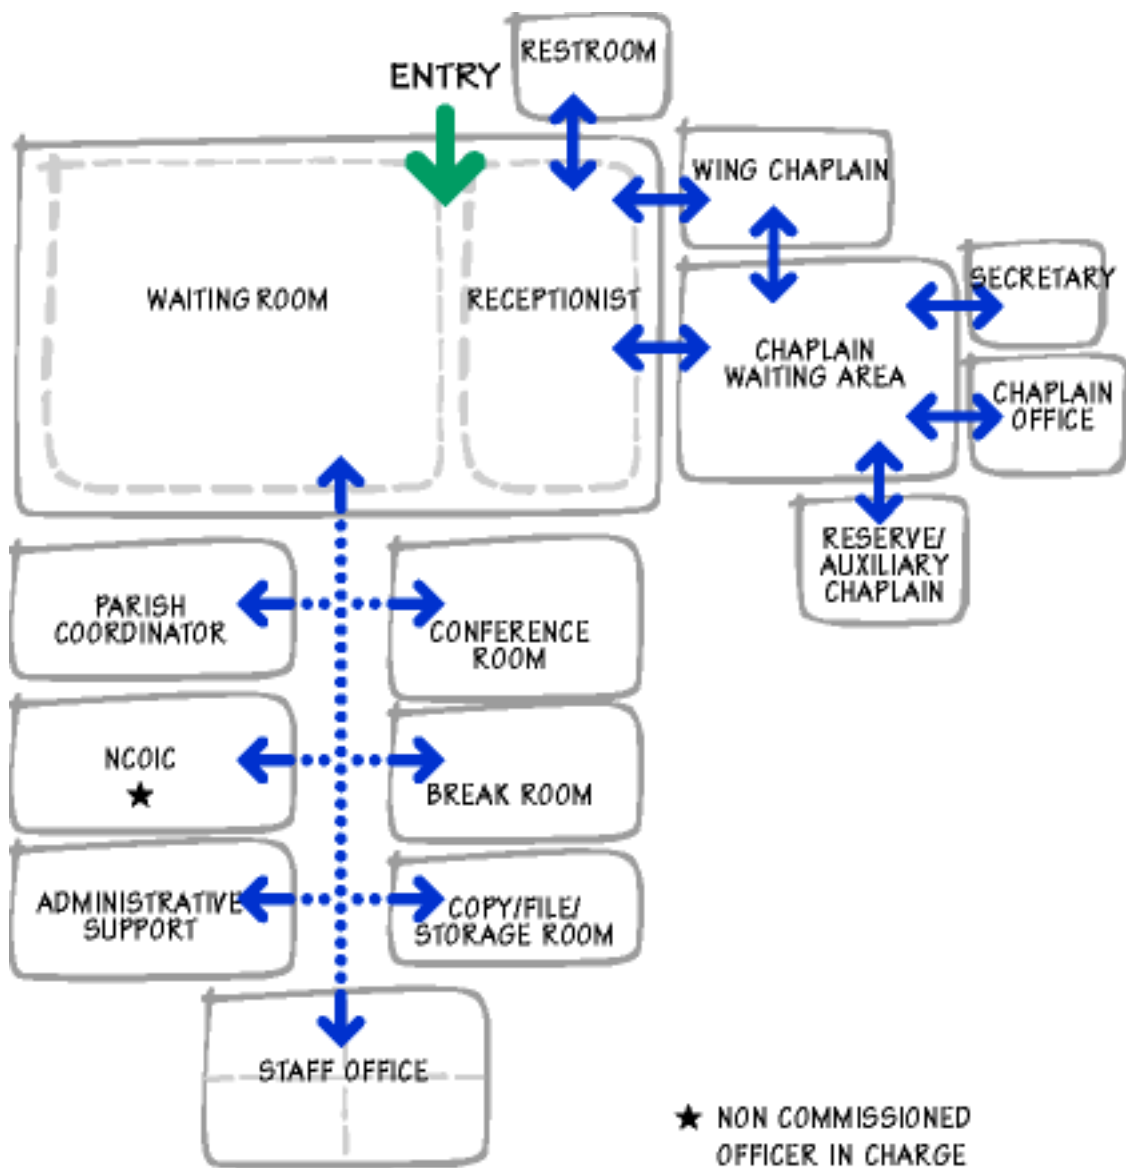 RESTROOM
ENTRY
WING CHAPLAIN
WAITING ROOM
RECEPTIONIST
SECRETARY
CHAPLAIN
WAITING AREA
CHAPLAIN
OFFICE
RESERVE/
AUXILIARY
CHAPLAIN
PARISH
COORDINATOR
CONFERENCE
ROOM
NCOIC
★
BREAK ROOM
ADMINISTRATIVE
SUPPORT
COPY/FILE/
STORAGE ROOM
STAFF OFFICE
★ NON COMMISSIONED
OFFICER IN CHARGE